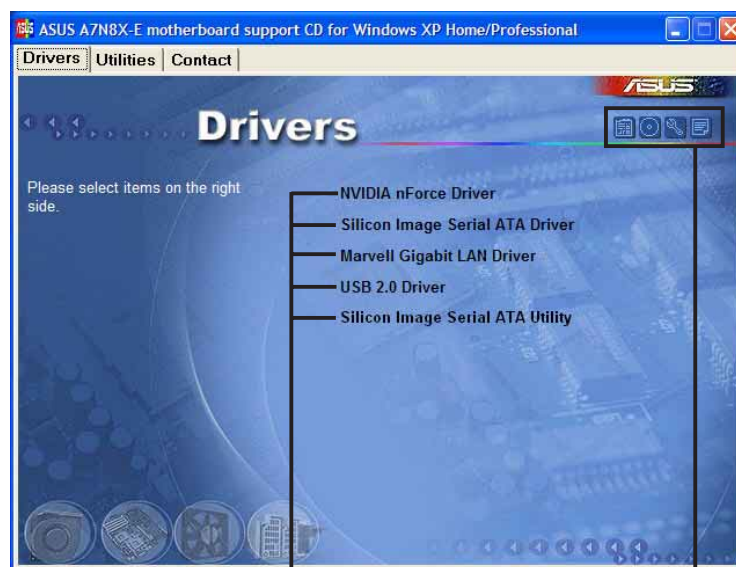 ASUS A7N8X-E motherboard support CD for Windows XP Home/Professional
Drivers Utilities Contact
ASUS
Drivers
Please select items on the right
side.
NVIDIA nForce Driver
Silicon Image Serial ATA Driver
Marvell Gigabit LAN Driver
USB 2.0 Driver
Silicon Image Serial ATA Utility